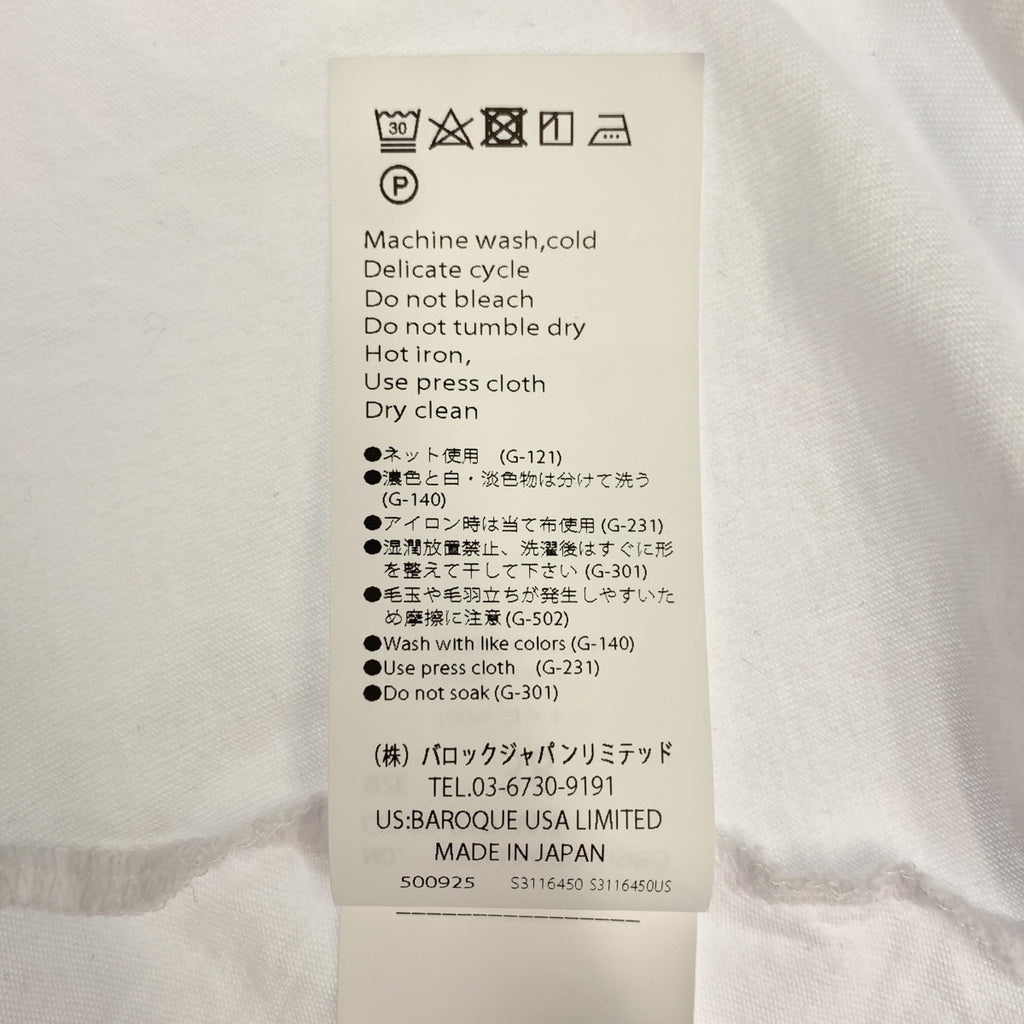 30
P
Machine wash,cold
Delicate cycle
Do not bleach
Do not tumble dry
Hot iron,
Use press cloth
Dry clean
●ネット使用 (G-121)
●濃色と白・淡色物は分けて洗う
(G-140)
●アイロン時は当て布使用 (G-231)
●湿潤放置禁止、洗濯後はすぐに形
を整えて干して下さい (G-301)
●毛玉や毛羽立ちが発生しやすいた
め摩擦に注意 (G-502)
●Wash with like colors (G-140)
●Use press cloth (G-231)
●Do not soak (G-301)
(株) バロックジャパンリミテッド
TEL.03-6730-9191
US:BAROQUE USA LIMITED
MADE IN JAPAN
500925 S3116450 S3116450US